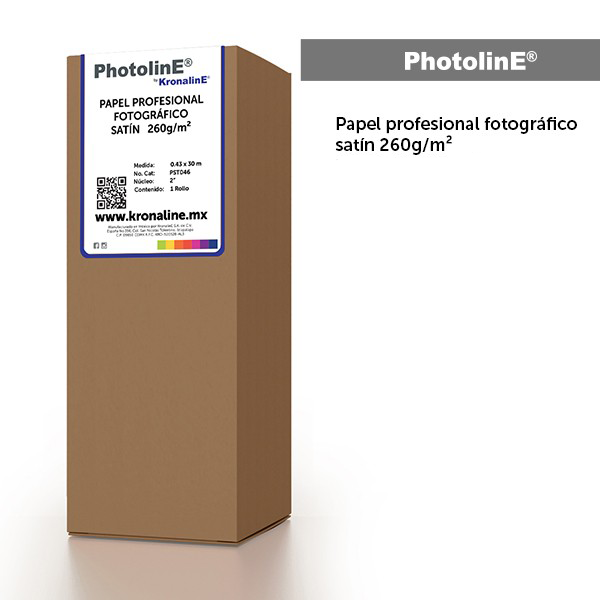 PhotolinE®
by KronalinE®
PAPEL PROFESIONAL
FOTOGRÁFICO
SATÍN 260g/m²
Medida: 0.43 x 30 m
No. Cat: PST046
Núcleo: 2"
Contenido: 1 Rollo
www.kronaline.mx
PhotolinE®
Papel profesional fotográfico
satín 260g/m²